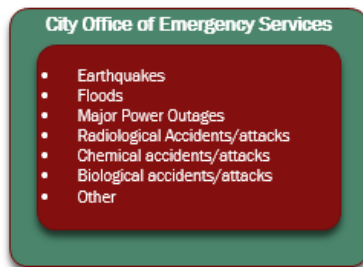 City Office of Emergency Services
• Earthquakes
• Floods
• Major Power Outages
• Radiological Accidents/attacks
• Chemical accidents/attacks
• Biological accidents/attacks
• Other